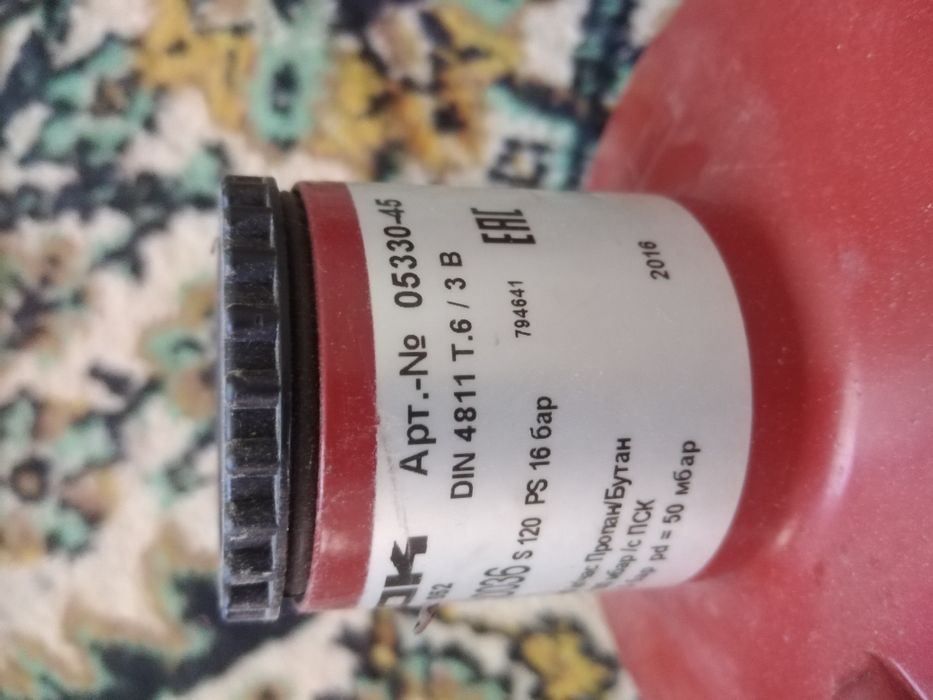 Арт.-№ 05330-45
DIN 4811 T.6 / 3 B
S 120 PS 16 бар
794641 EAC
Пропан/Бутан
/с ПСК
pd = 50 мбар
2016